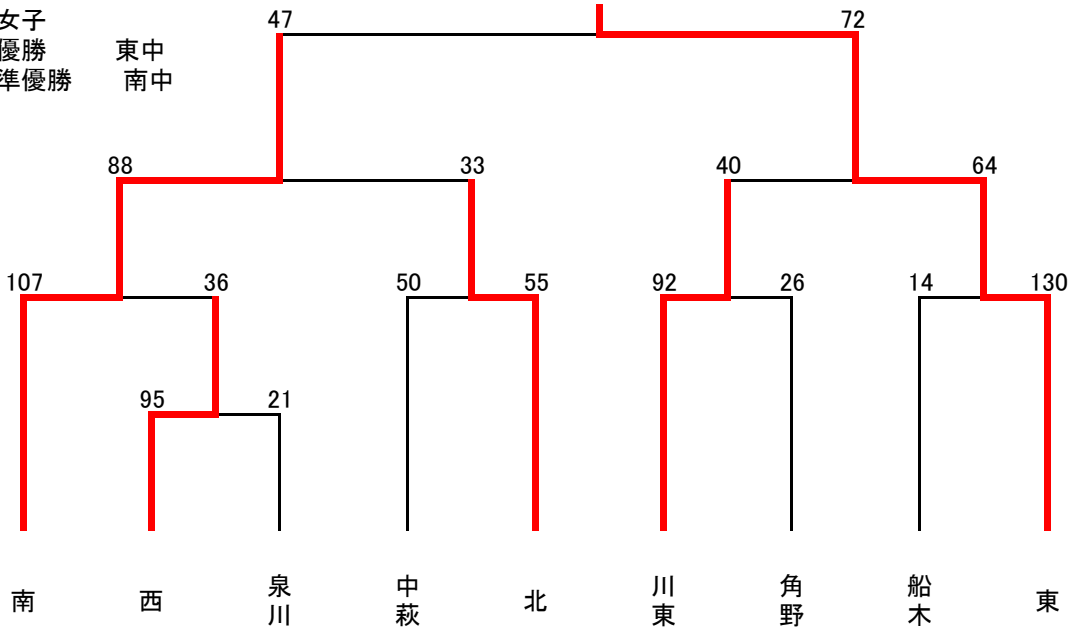 女子
優勝 東中
準優勝 南中
47 72
88 33 40 64
107 36 50 55 92 26 14 130
95 21
南 西 泉川 中萩 北 川東 角野 船木 東